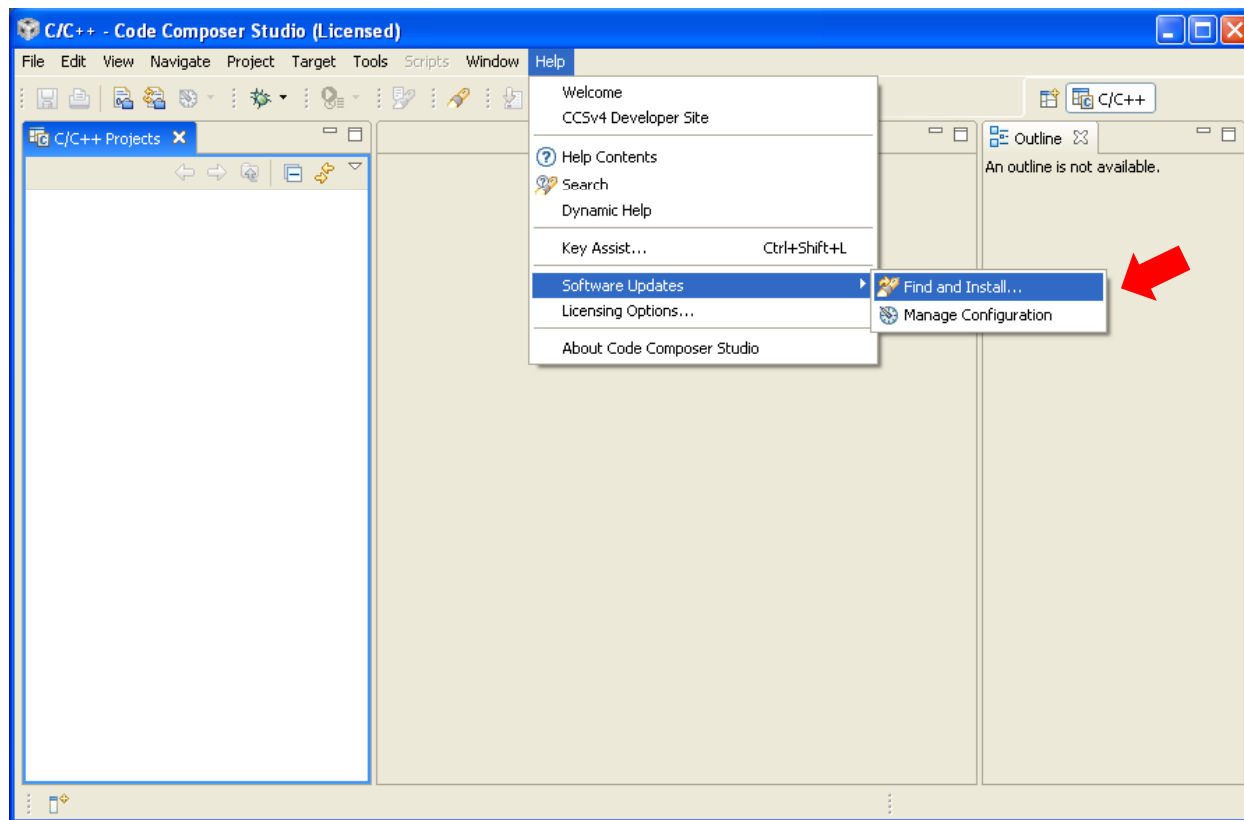 C/C++ - Code Composer Studio (Licensed)
File Edit View Navigate Project Target Tools Scripts Window Help
C/C++
C/C++ Projects
Welcome
CCSv4 Developer Site
Help Contents
Search
Dynamic Help
Key Assist... Ctrl+Shift+L
Software Updates
Licensing Options...
About Code Composer Studio
Find and Install...
Manage Configuration
Outline
An outline is not available.